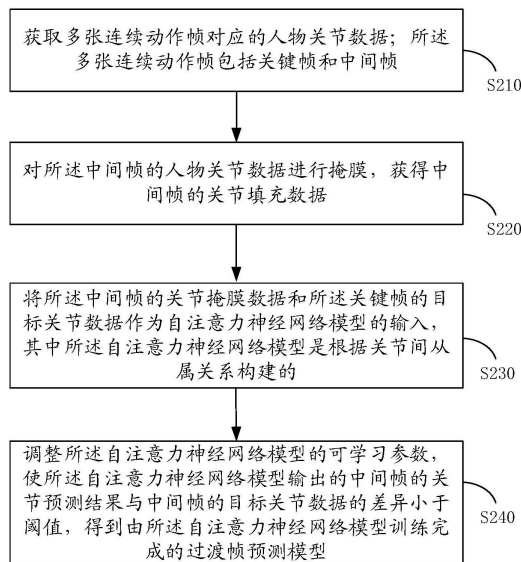 获取多张连续动作帧对应的人物关节数据；所述
多张连续动作帧包括关键帧和中间帧
S210
对所述中间帧的人物关节数据进行掩膜，获得中
间帧的关节填充数据
S220
将所述中间帧的关节掩膜数据和所述关键帧的目
标关节数据作为自注意力神经网络模型的输入，
其中所述自注意力神经网络模型是根据关节间从
属关系构建的
S230
调整所述自注意力神经网络模型的可学习参数，
使所述自注意力神经网络模型输出的中间帧的关
节预测结果与中间帧的目标关节数据的差异小于
阈值，得到由所述自注意力神经网络模型训练完
成的过渡帧预测模型
S240